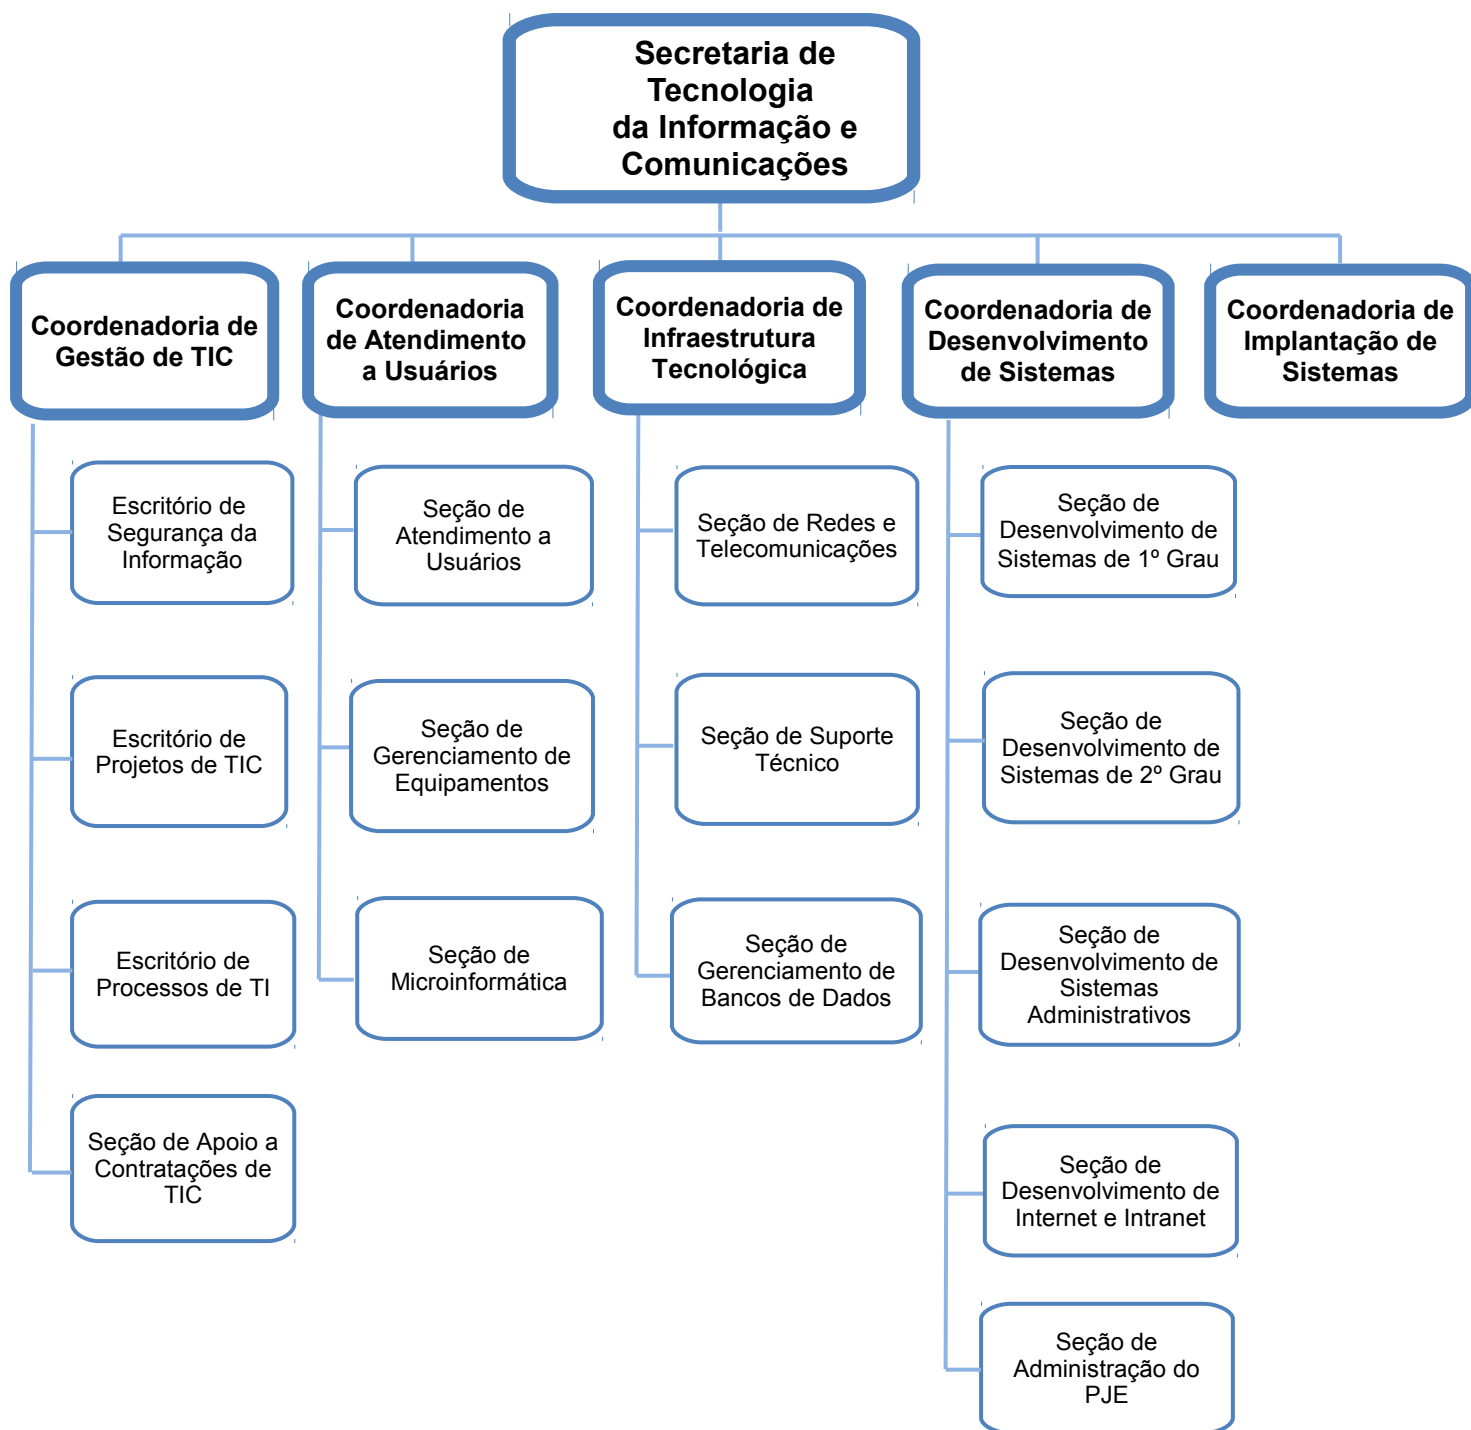 Secretaria de
Tecnologia
da Informação e
Comunicações
Coordenadoria de
Gestão de TIC
Coordenadoria
de Atendimento
a Usuários
Coordenadoria de
Infraestrutura
Tecnológica
Coordenadoria de
Desenvolvimento
de Sistemas
Coordenadoria de
Implantação de
Sistemas
Escritório de
Segurança da
Informação
Seção de
Atendimento a
Usuários
Seção de Redes e
Telecomunicações
Seção de
Desenvolvimento de
Sistemas de 1º Grau
Escritório de
Projetos de TIC
Seção de
Gerenciamento de
Equipamentos
Seção de Suporte
Técnico
Seção de
Desenvolvimento de
Sistemas de 2º Grau
Escritório de
Processos de TI
Seção de
Microinformática
Seção de
Gerenciamento de
Bancos de Dados
Seção de
Desenvolvimento de
Sistemas
Administrativos
Seção de Apoio a
Contratações de
TIC
Seção de
Desenvolvimento de
Internet e Intranet
Seção de
Administração do
PJE